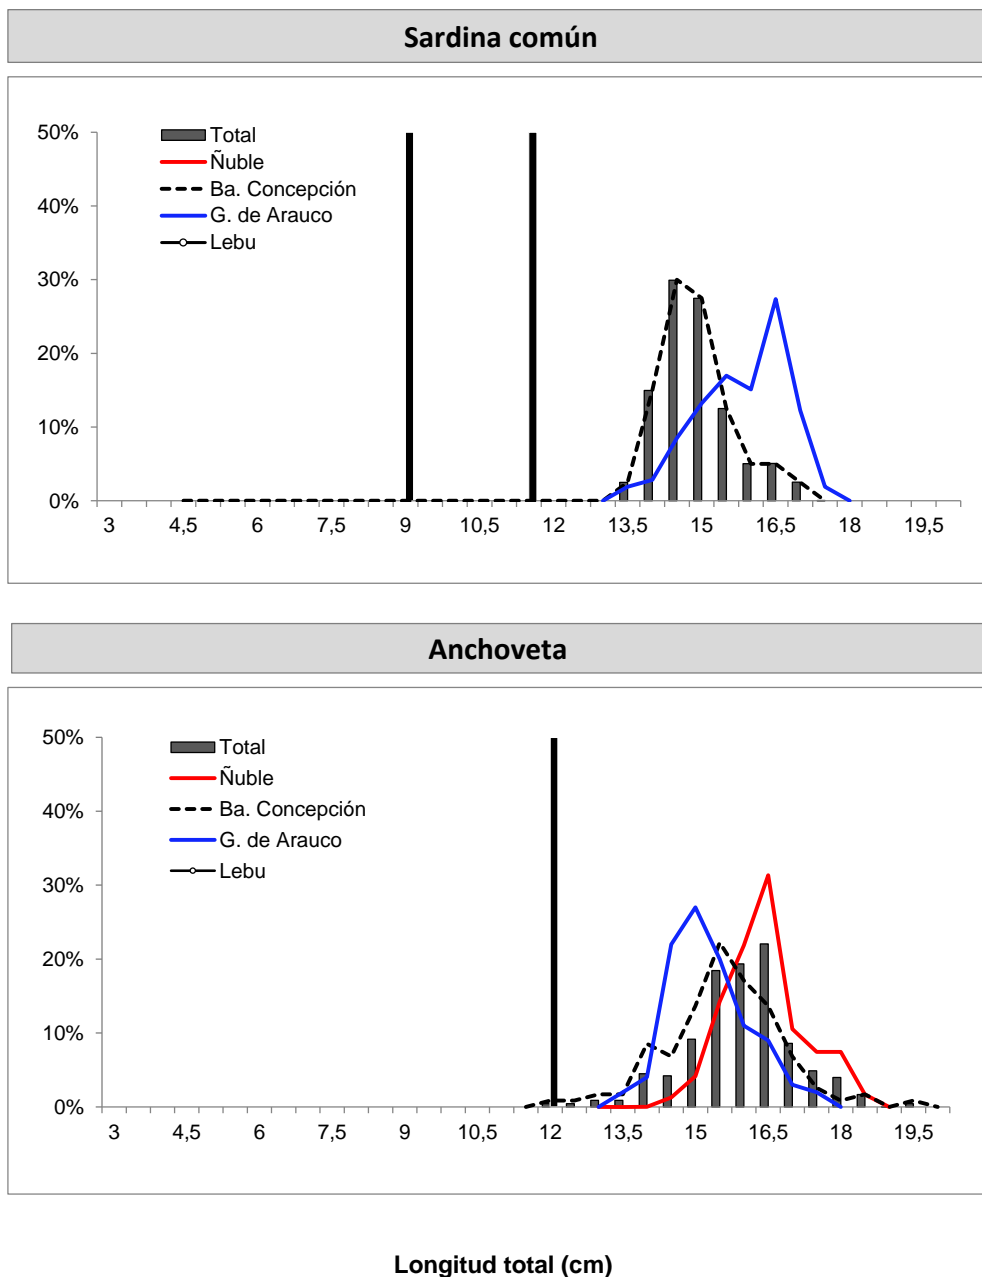 Sardina común
50%
40%
30%
20%
10%
0%
Total
Ñuble
Ba. Concepción
G. de Arauco
Lebu
3 4,5 6 7,5 9 10,5 12 13,5 15 16,5 18 19,5
Anchoveta
50%
40%
30%
20%
10%
0%
Total
Ñuble
Ba. Concepción
G. de Arauco
Lebu
3 4,5 6 7,5 9 10,5 12 13,5 15 16,5 18 19,5
Longitud total (cm)